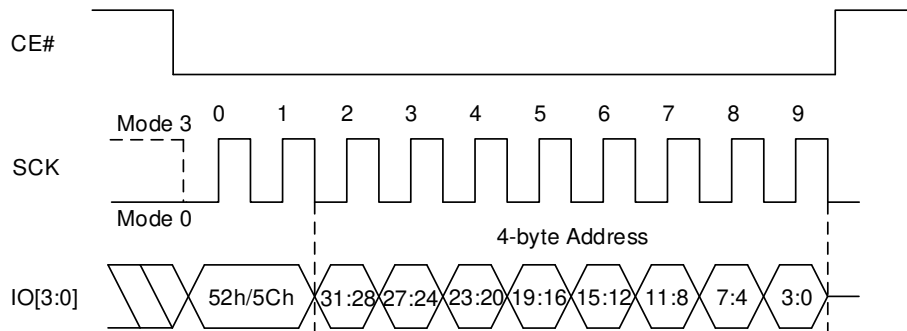 CE#
0 1 2 3 4 5 6 7 8 9
Mode 3
SCK
Mode 0
4-byte Address
IO[3:0] 52h/5Ch 31:28 27:24 23:20 19:16 15:12 11:8 7:4 3:0